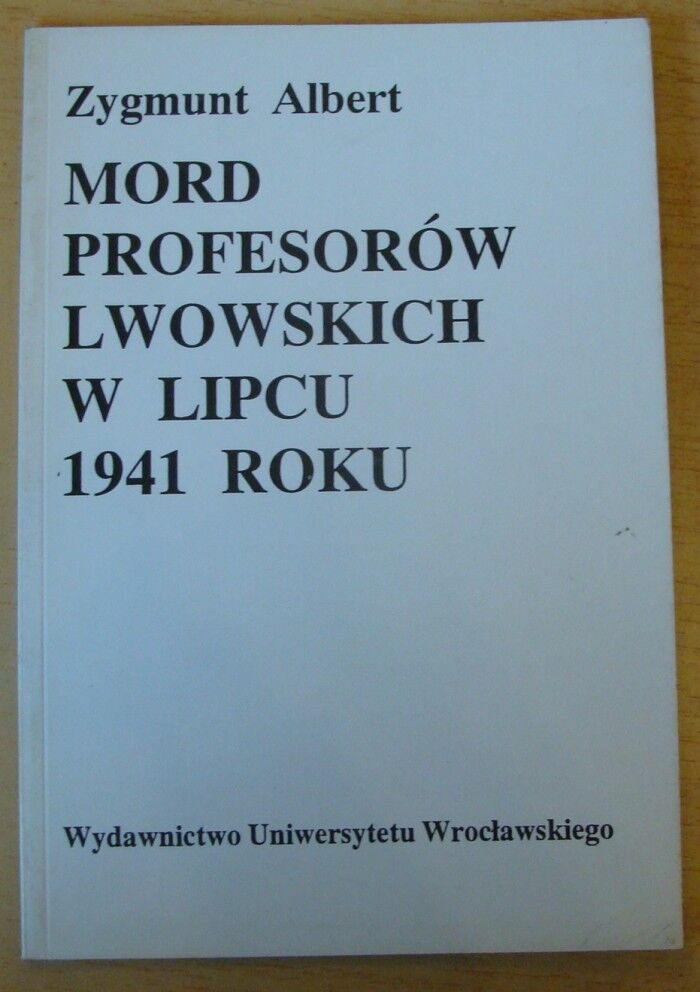 Zygmunt Albert
MORD
PROFESORÓW
LWOWSKICH
W LIPCU
1941 ROKU
Wydawnictwo Uniwersytetu Wrocławskiego